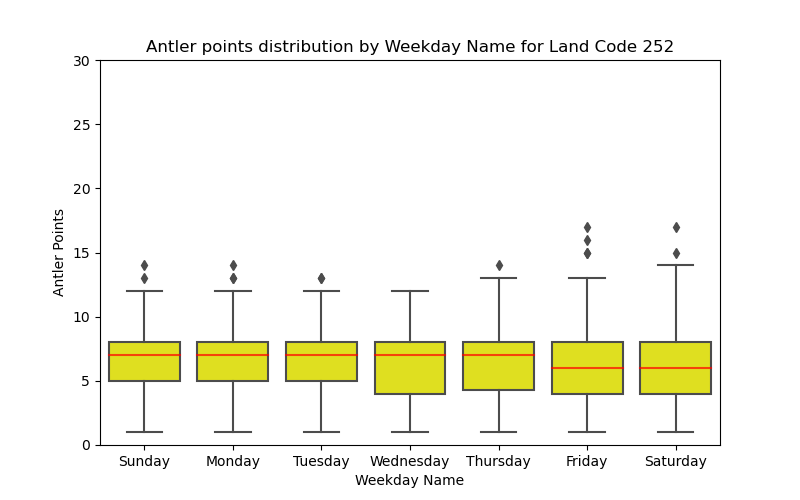 Antler points distribution by Weekday Name for Land Code 252
30
25
20
15
10
5
0
Antler Points
Sunday Monday Tuesday Wednesday Thursday Friday Saturday
Weekday Name